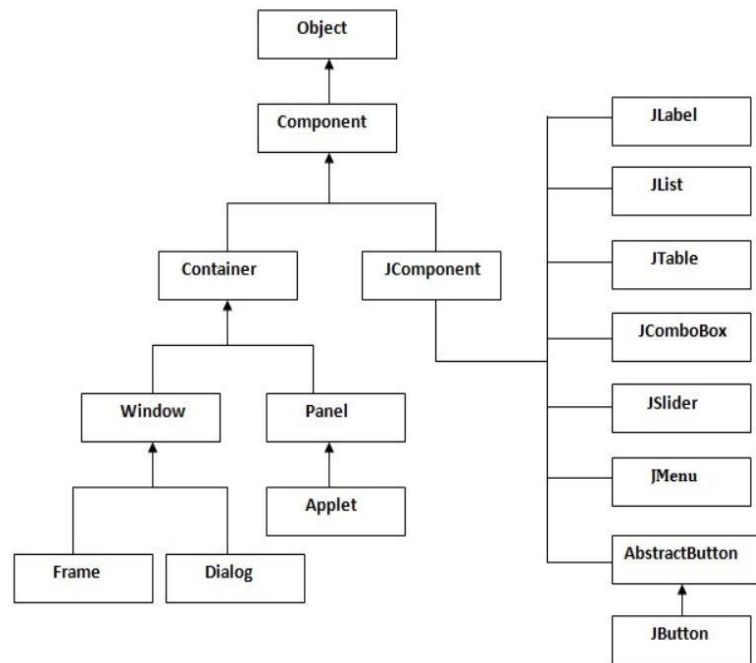 Object
Component
Container
JComponent
Window
Panel
Applet
Frame
Dialog
JLabel
JList
JTable
JComboBox
JSlider
JMenu
AbstractButton
JButton